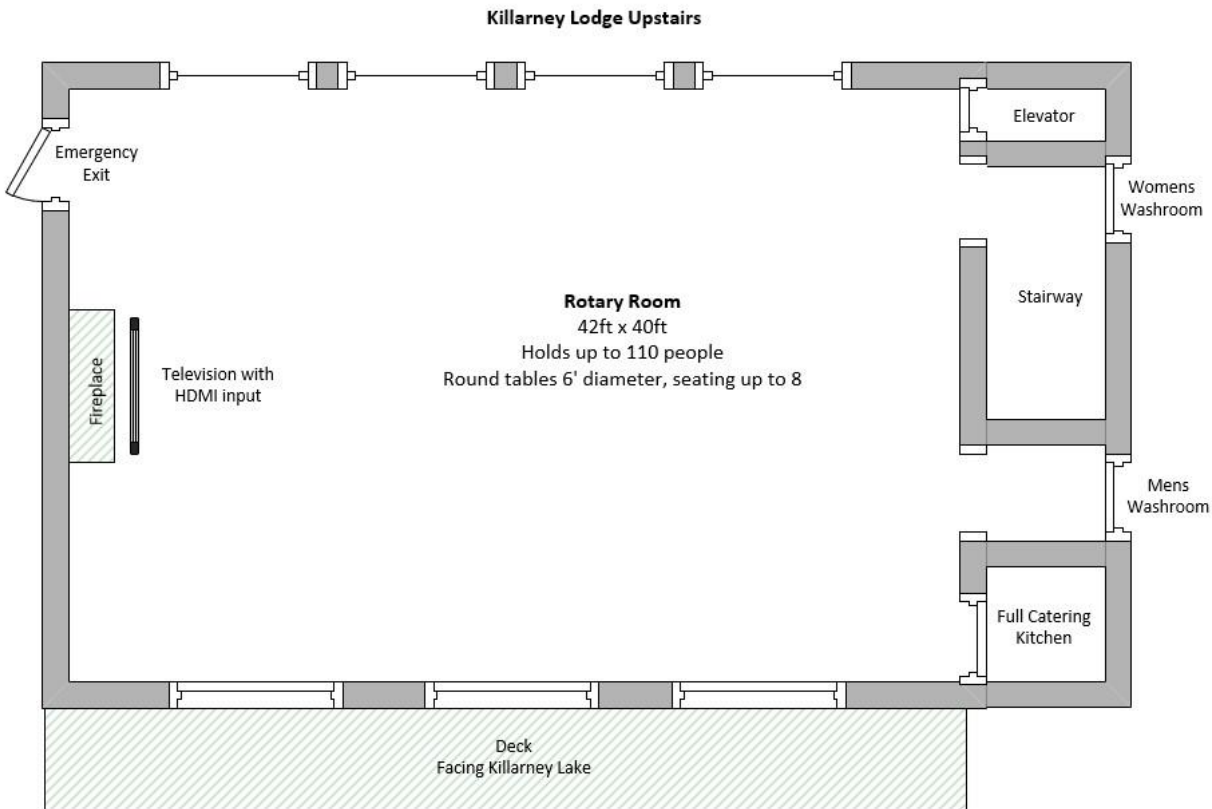 Killarney Lodge Upstairs
Elevator
Emergency
Exit
Womens
Washroom
Stairway
Rotary Room
42ft x 40ft
Holds up to 110 people
Round tables 6' diameter, seating up to 8
Fireplace
Television with
HDMI input
Mens
Washroom
Full Catering
Kitchen
Deck
Facing Killarney Lake